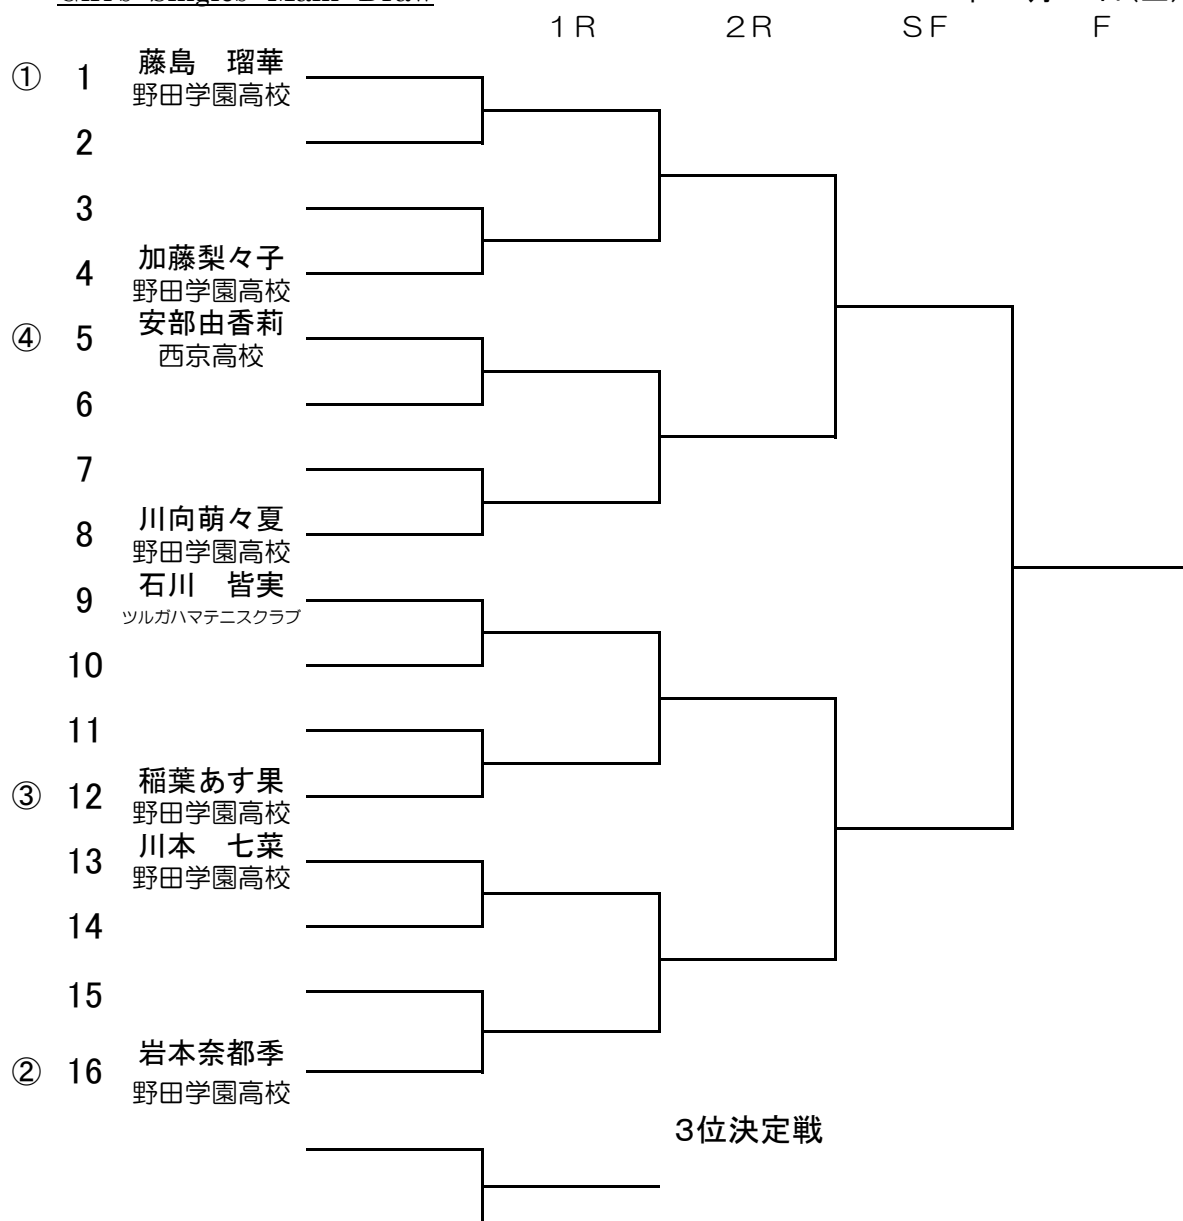 Girls Singles Main Draw
1R 2R SF F
① 1 藤島 瑠華
野田学園高校
2
3
4 加藤梨々子
野田学園高校
④ 5 安部由香莉
西京高校
6
7
8 川向萌々夏
野田学園高校
9 石川 皆実
ツルガハマテニスクラブ
10
11
③ 12 稲葉あす果
野田学園高校
13 川本 七菜
野田学園高校
14
15
② 16 岩本奈都季
野田学園高校
3位決定戦